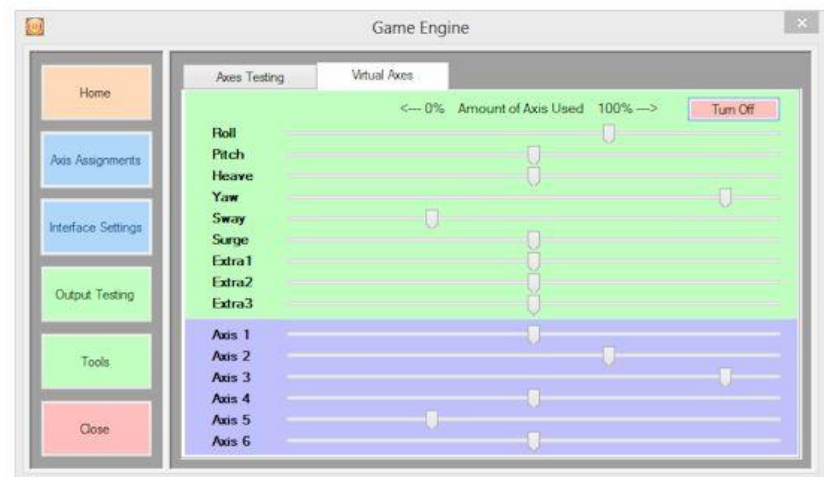 Game Engine
Home
Axis Assignments
Interface Settings
Output Testing
Tools
Close
Axes Testing
Virtual Axes
<--- 0% Amount of Axis Used 100% --->
Turn Off
Roll
Pitch
Heave
Yaw
Sway
Surge
Extra1
Extra2
Extra3
Axis 1
Axis 2
Axis 3
Axis 4
Axis 5
Axis 6